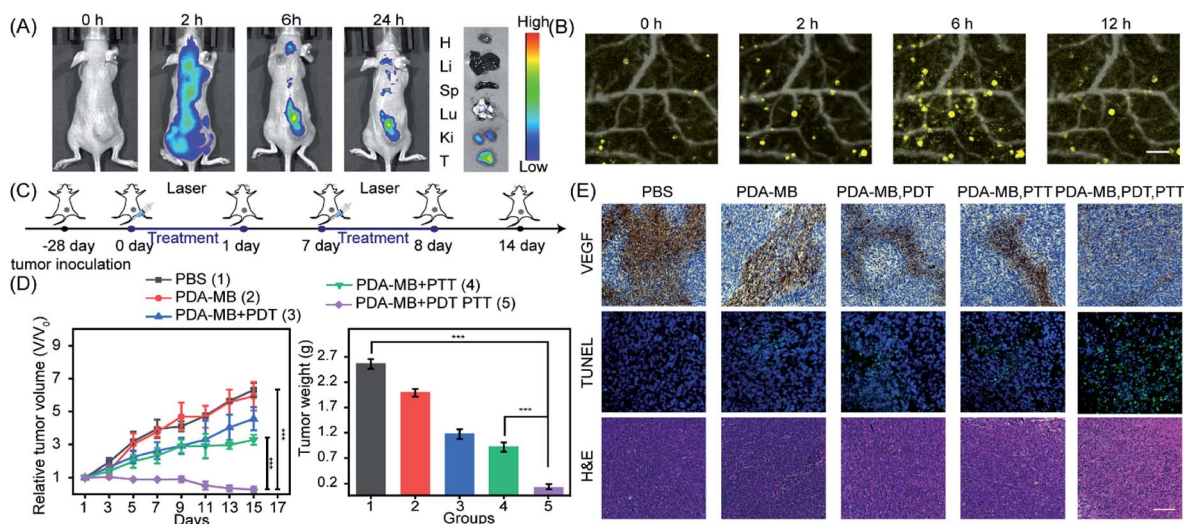 (A)
0 h
2 h
6h
24 h
H
Li
Sp
Lu
Ki
T
High
Low
(B)
0 h
2 h
6 h
12 h
(C)
Laser
Laser
Treatment
Treatment
-28 day
0 day
1 day
7 day
8 day
14 day
tumor inoculation
(D)
PBS (1)
PDA-MB (2)
PDA-MB+PDT (3)
PDA-MB+PTT (4)
PDA-MB+PDT PTT (5)
Relative tumor volume (V/V0)
9
7
5
3
1
1 3 5 7 9 11 13 15 17
Days
***
***
Tumor weight (g)
2.7
2.2
1.7
1.2
0.7
0.2
1 2 3 4 5
Groups
***
***
(E)
PBS
PDA-MB
PDA-MB,PDT
PDA-MB,PTT
PDA-MB,PDT,PTT
VEGF
TUNEL
H&E